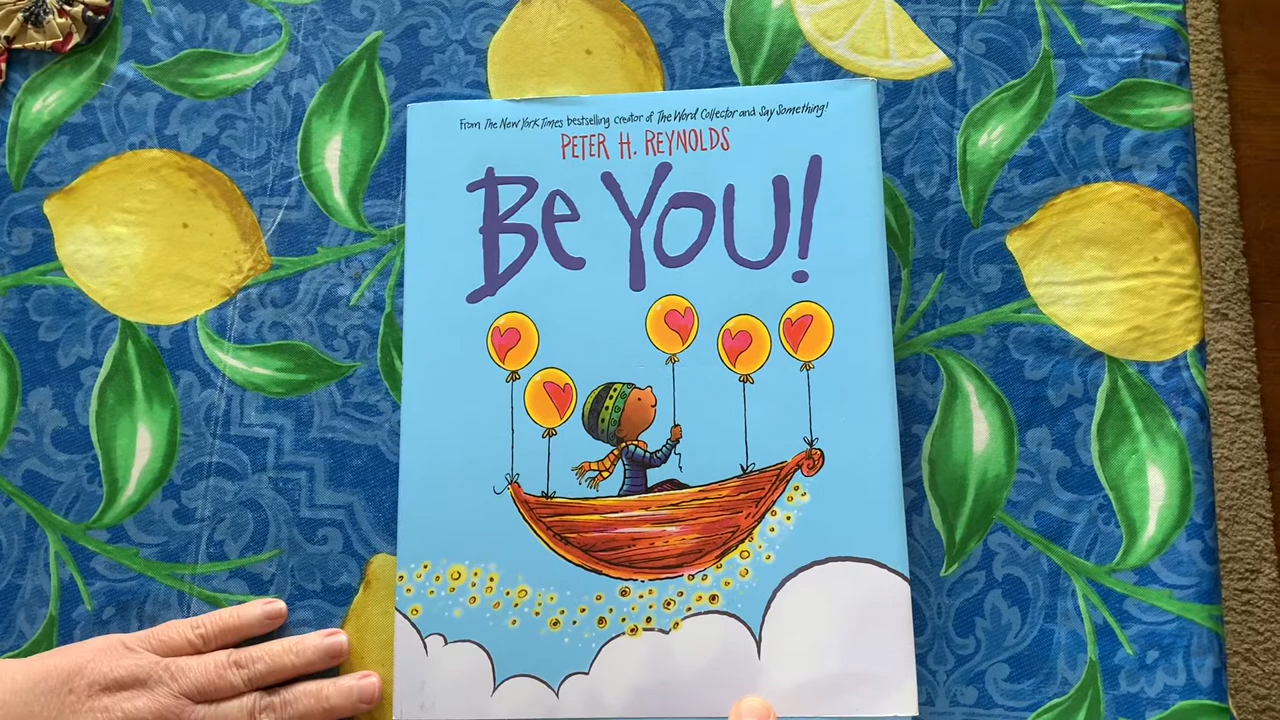 From The New York Times bestselling creator of The Word Collector and Say Something!
PETER H. REYNOLDS
BE YOU!